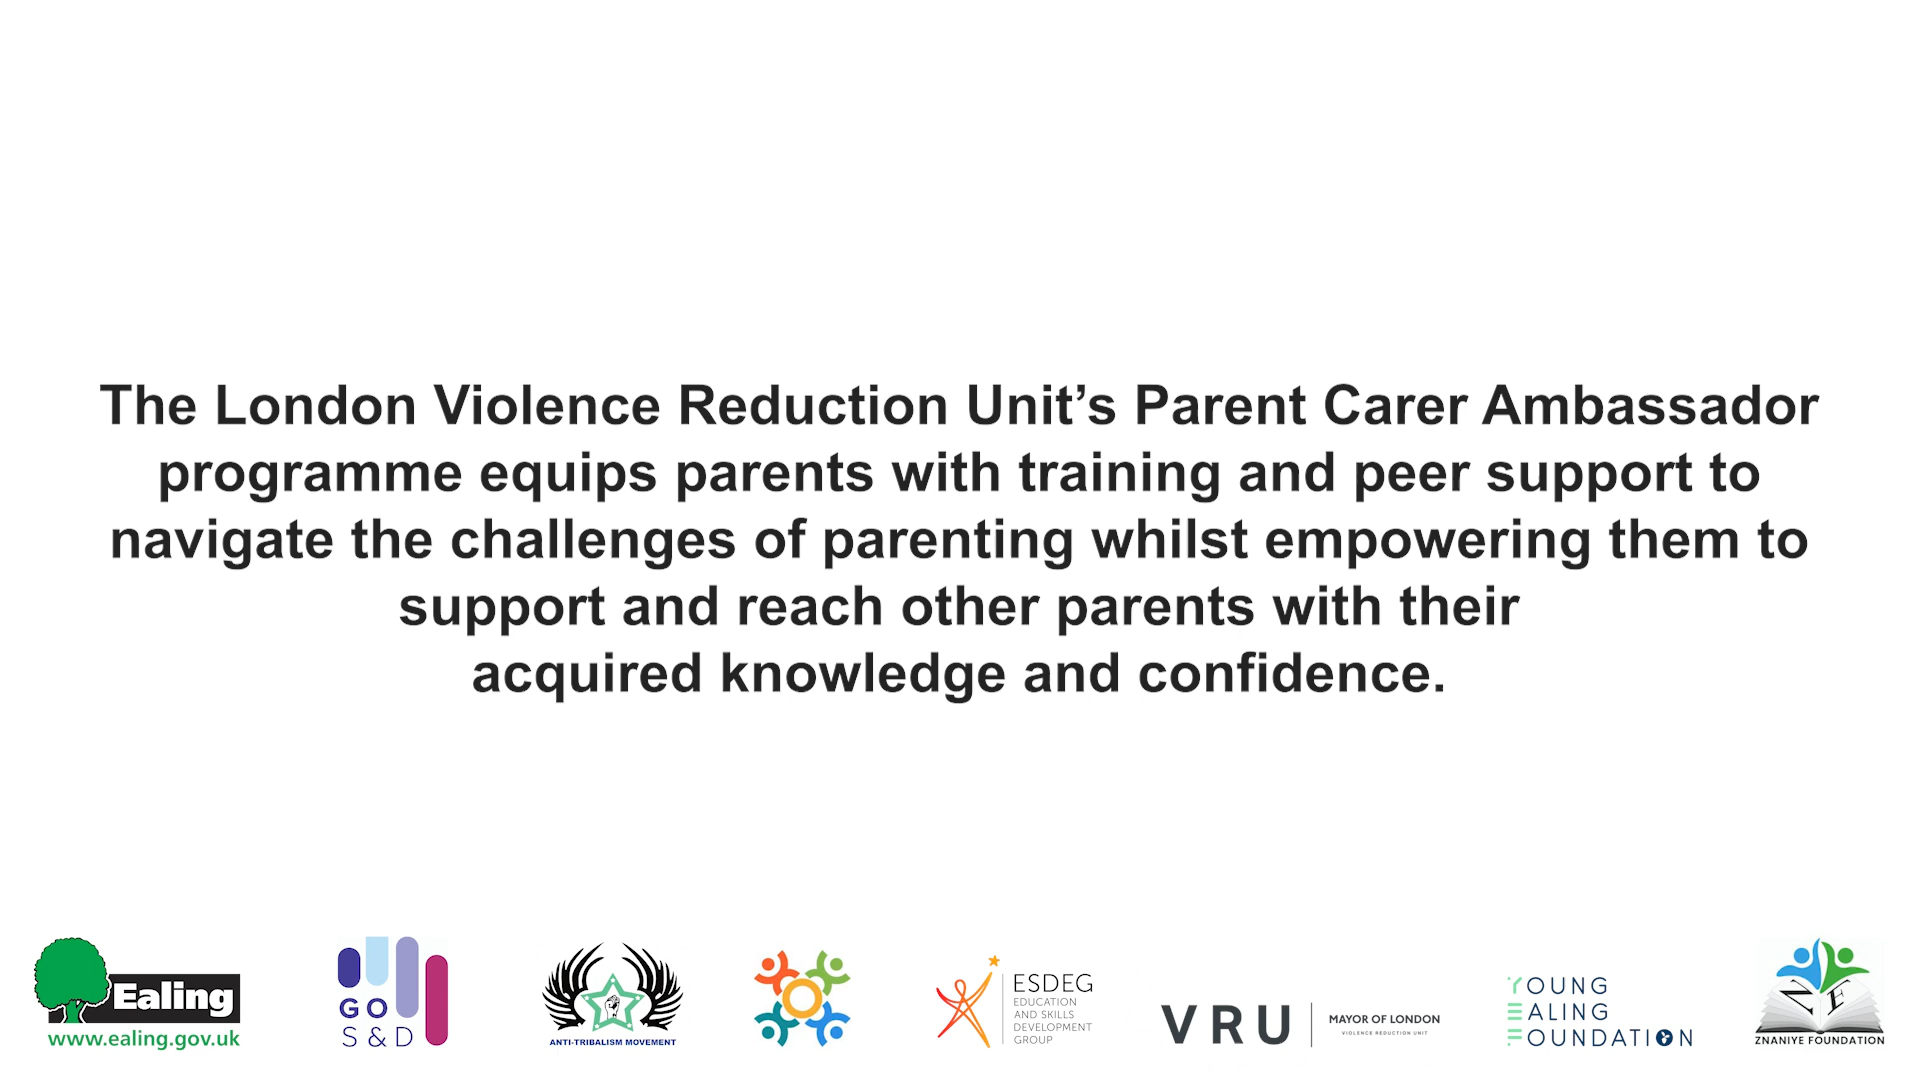 The London Violence Reduction Unit’s Parent Carer Ambassador
programme equips parents with training and peer support to
navigate the challenges of parenting whilst empowering them to
support and reach other parents with their
acquired knowledge and confidence.
Ealing
www.ealing.gov.uk
GO
S&D
ANTI-TRIBALISM MOVEMENT
ESDEG
EDUCATION
AND SKILLS
DEVELOPMENT
GROUP
VRU
MAYOR OF LONDON
VIOLENCE REDUCTION UNIT
YOUNG
EALING
FOUNDATION
Z F
ZNANIYE FOUNDATION